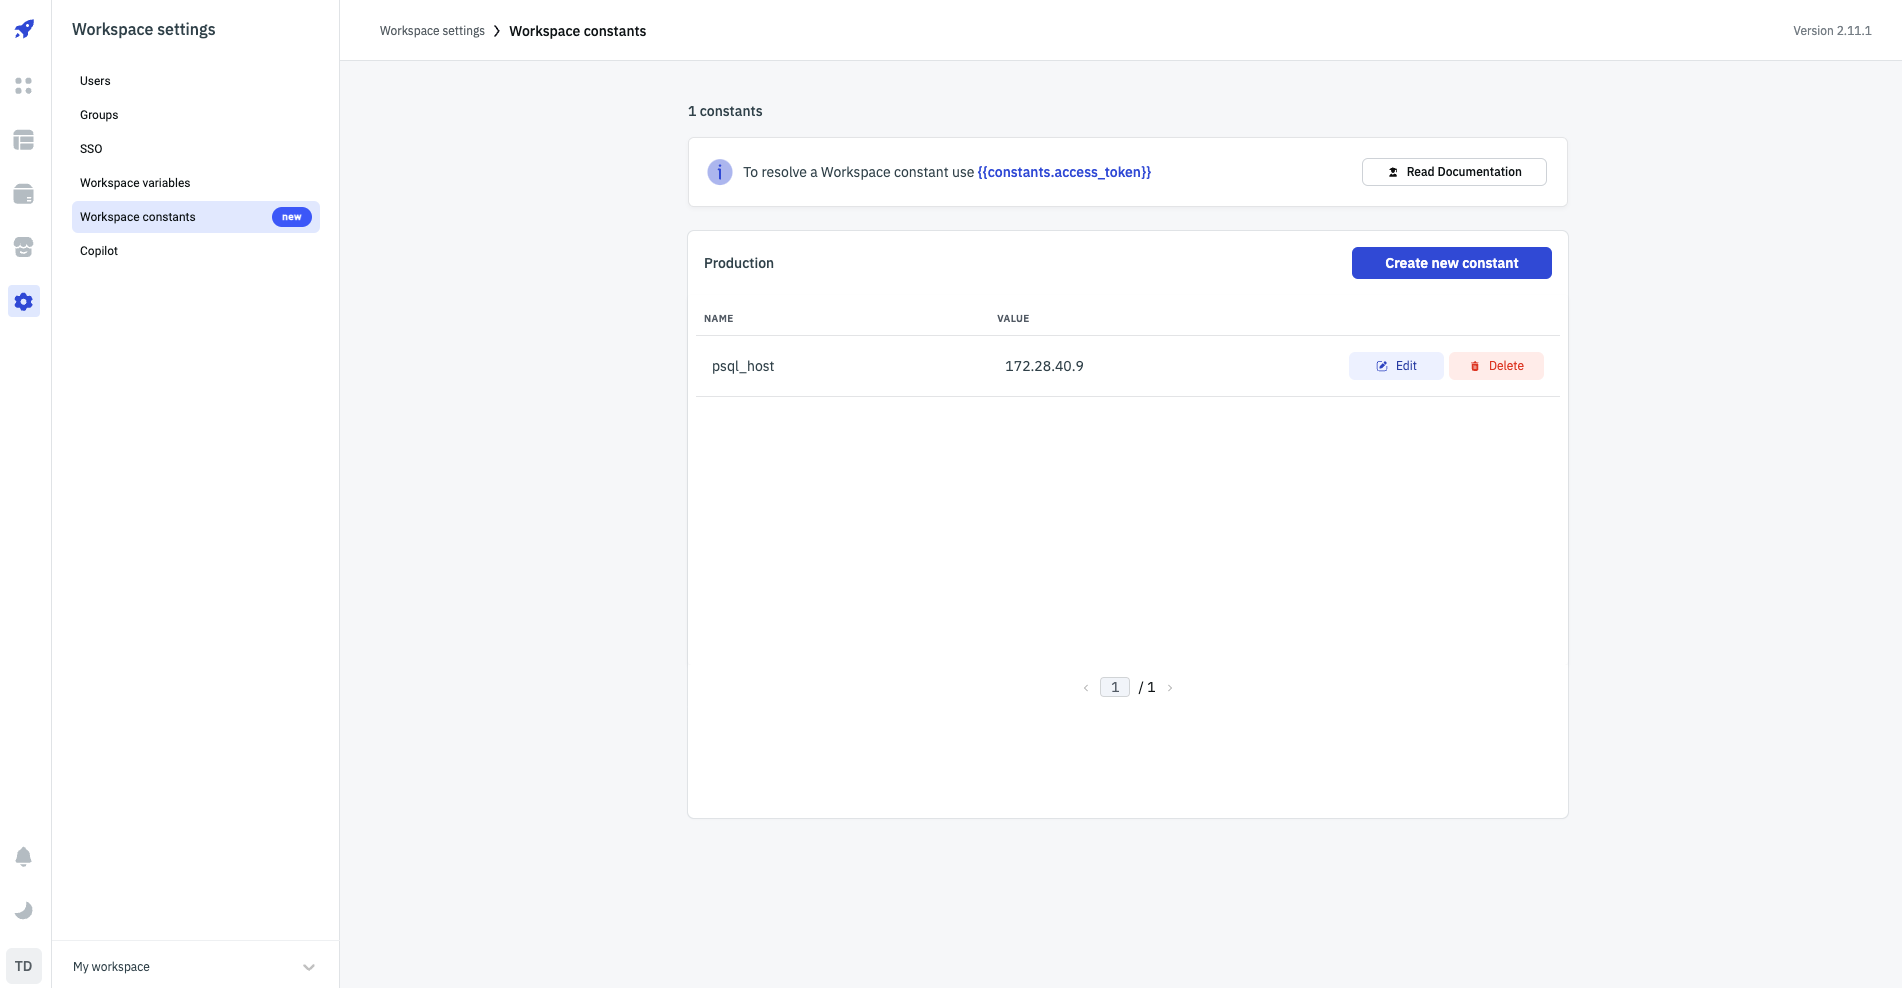 Workspace settings
Users
Groups
SSO
Workspace variables
Workspace constants new
Copilot
TD
My workspace
Workspace settings Workspace constants
Version 2.11.1
1 constants
To resolve a Workspace constant use {{constants.access_token}}
Read Documentation
Production
Create new constant
NAME VALUE
psql_host 172.28.40.9 Edit Delete
1 / 1